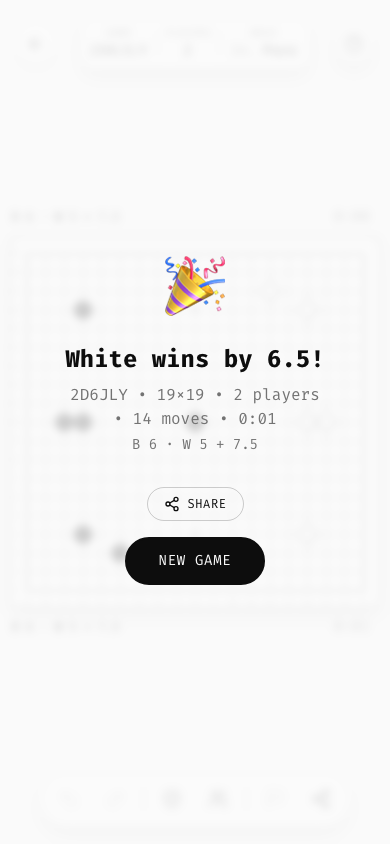 White wins by 6.5!
2D6JLY • 19×19 • 2 players
• 14 moves • 0:01
B 6 · W 5 + 7.5
SHARE
NEW GAME